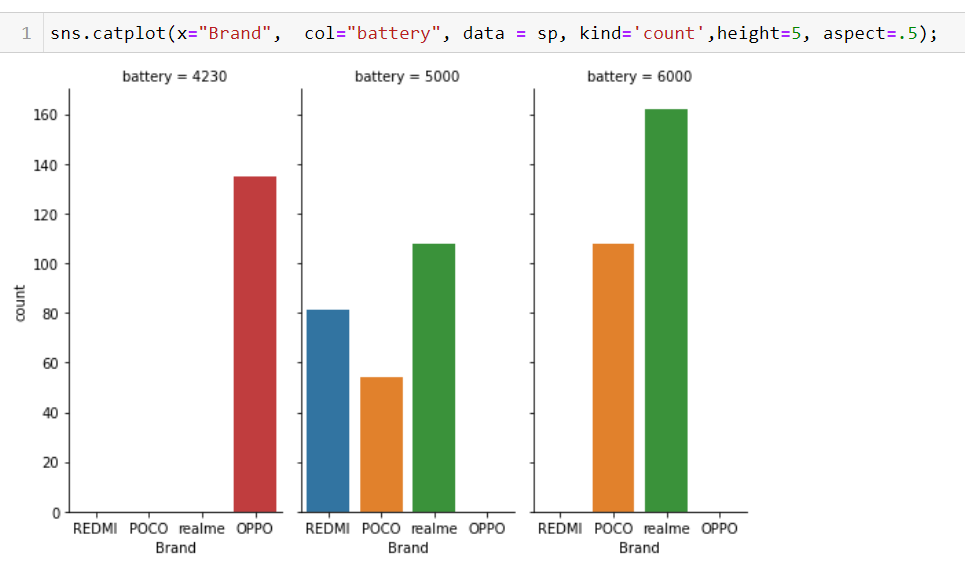 1 sns.catplot(x="Brand",  col="battery", data = sp, kind='count',height=5, aspect=.5);
battery = 4230 battery = 5000 battery = 6000
160
140
120
100
80
60
40
20
0
count
REDMI POCO realme OPPO REDMI POCO realme OPPO REDMI POCO realme OPPO
Brand Brand Brand